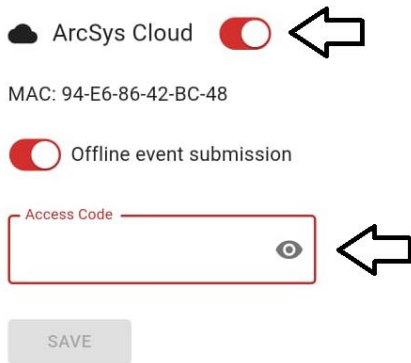 ArcSys Cloud
MAC: 94-E6-86-42-BC-48
Offline event submission
Access Code
SAVE